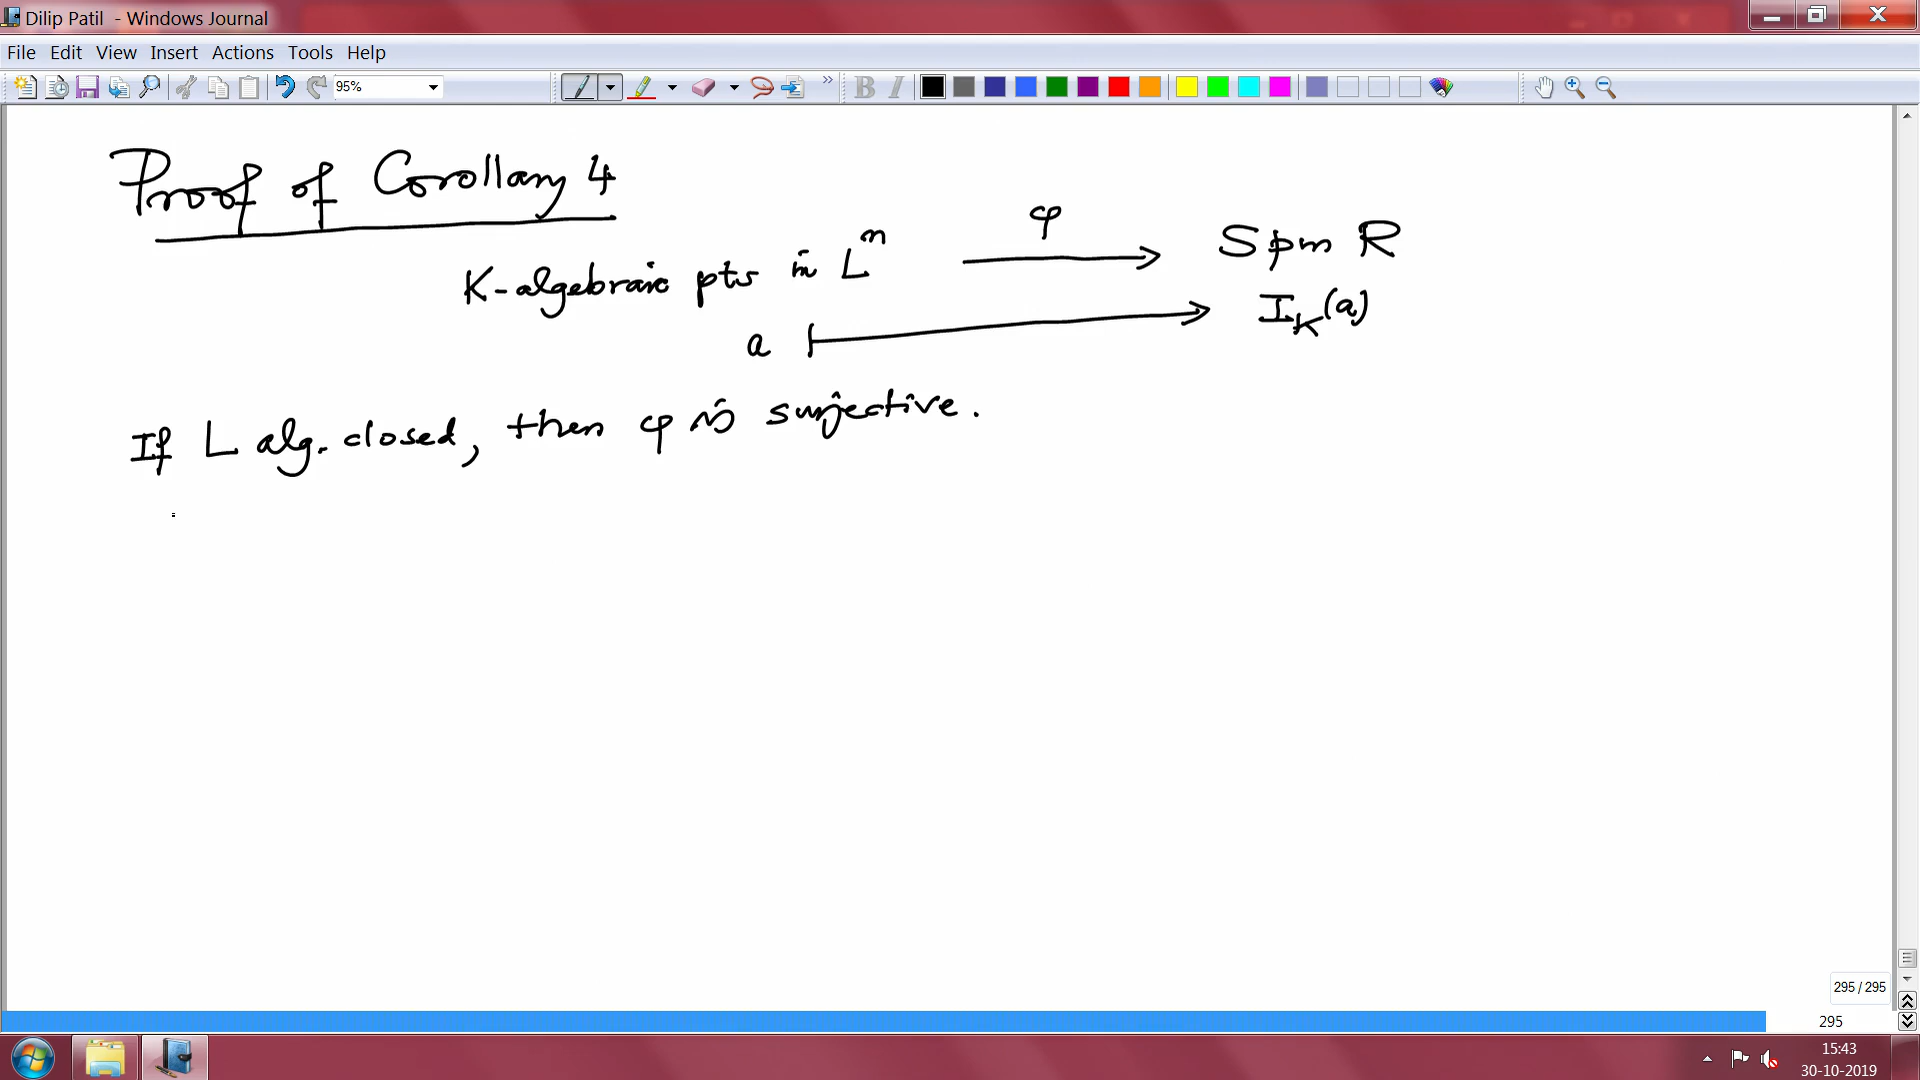 Dilip Patil - Windows Journal
File Edit View Insert Actions Tools Help
95%
Proof of Corollary 4
K-algebraic pts in Lⁿ φ Spm R
a I_K(a)
If L alg. closed, then φ is surjective.
295 / 295
295
15:43
30-10-2019